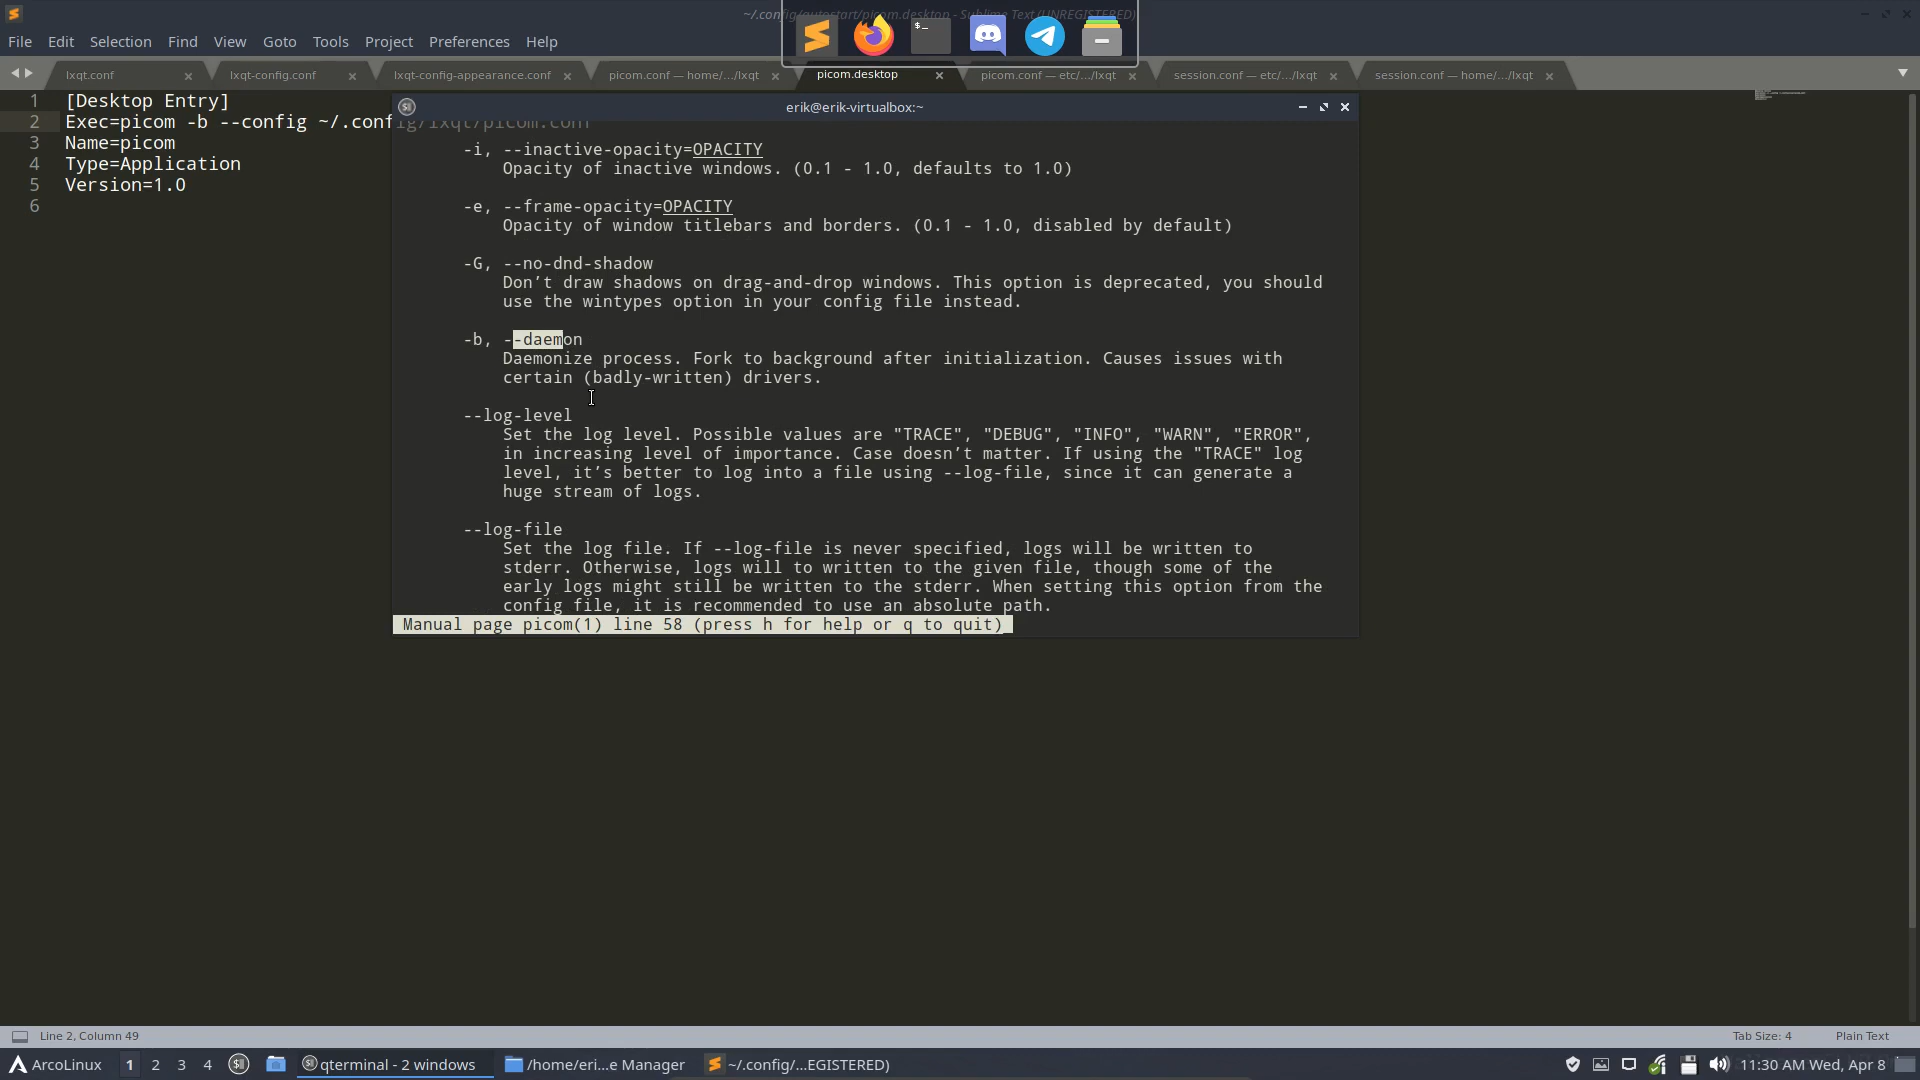 ~/.config/autostart/picom.desktop - Sublime Text (UNREGISTERED)
File Edit Selection Find View Goto Tools Project Preferences Help
lxqt.conf × lxqt-config.conf × lxqt-config-appearance.conf × picom.conf — home/.../lxqt × picom.desktop × picom.conf — etc/.../lxqt × session.conf — etc/.../lxqt × session.conf — home/.../lxqt ×
1 [Desktop Entry]
2 Exec=picom -b --config ~/.config/lxqt/picom.conf
3 Name=picom
4 Type=Application
5 Version=1.0
6
erik@erik-virtualbox:~
-i, --inactive-opacity=OPACITY
Opacity of inactive windows. (0.1 - 1.0, defaults to 1.0)
-e, --frame-opacity=OPACITY
Opacity of window titlebars and borders. (0.1 - 1.0, disabled by default)
-G, --no-dnd-shadow
Don’t draw shadows on drag-and-drop windows. This option is deprecated, you should
use the wintypes option in your config file instead.
-b, --daemon
Daemonize process. Fork to background after initialization. Causes issues with
certain (badly-written) drivers.
--log-level
Set the log level. Possible values are "TRACE", "DEBUG", "INFO", "WARN", "ERROR",
in increasing level of importance. Case doesn’t matter. If using the "TRACE" log
level, it’s better to log into a file using --log-file, since it can generate a
huge stream of logs.
--log-file
Set the log file. If --log-file is never specified, logs will be written to
stderr. Otherwise, logs will to written to the given file, though some of the
early logs might still be written to the stderr. When setting this option from the
config file, it is recommended to use an absolute path.
Manual page picom(1) line 58 (press h for help or q to quit)
Line 2, Column 49 Tab Size: 4 Plain Text
ArcoLinux 1 2 3 4 qterminal - 2 windows /home/eri...e Manager ~/.config/...EGISTERED) 11:30 AM Wed, Apr 8